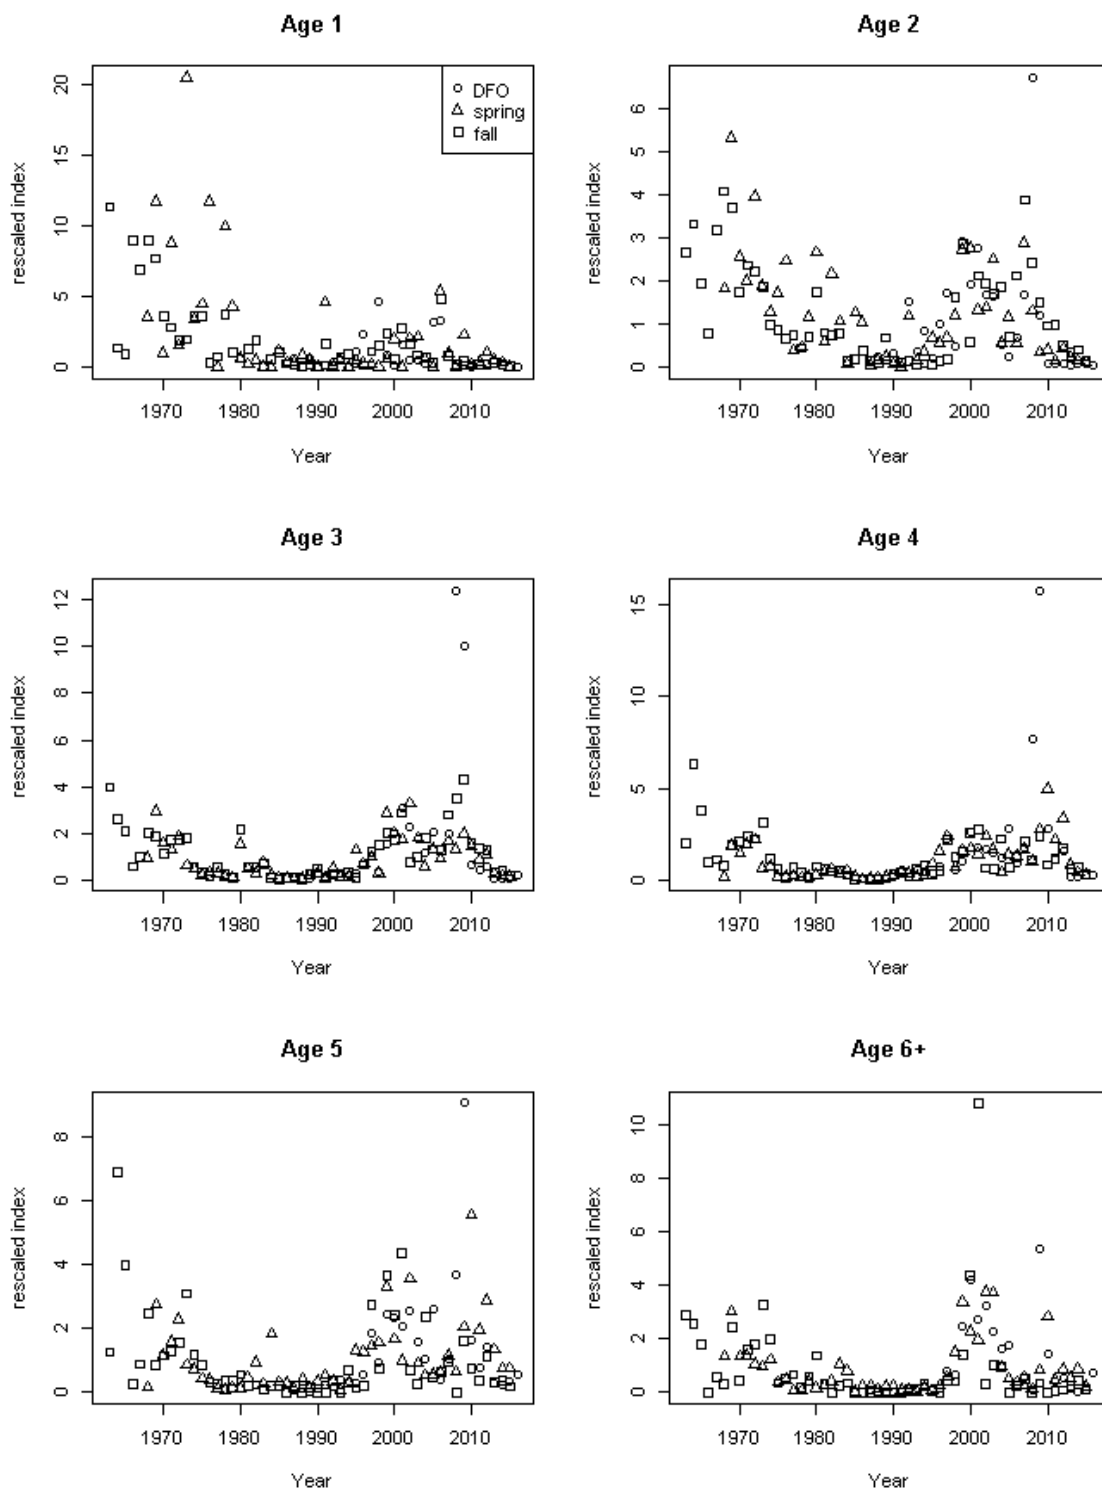 Age 1
Age 2
rescaled index
20
15
10
5
0
DFO
spring
fall
1970 1980 1990 2000 2010
Year
rescaled index
6
5
4
3
2
1
0
1970 1980 1990 2000 2010
Year
Age 3
Age 4
rescaled index
12
10
8
6
4
2
0
1970 1980 1990 2000 2010
Year
rescaled index
15
10
5
0
1970 1980 1990 2000 2010
Year
Age 5
Age 6+
rescaled index
8
6
4
2
0
1970 1980 1990 2000 2010
Year
rescaled index
10
8
6
4
2
0
1970 1980 1990 2000 2010
Year